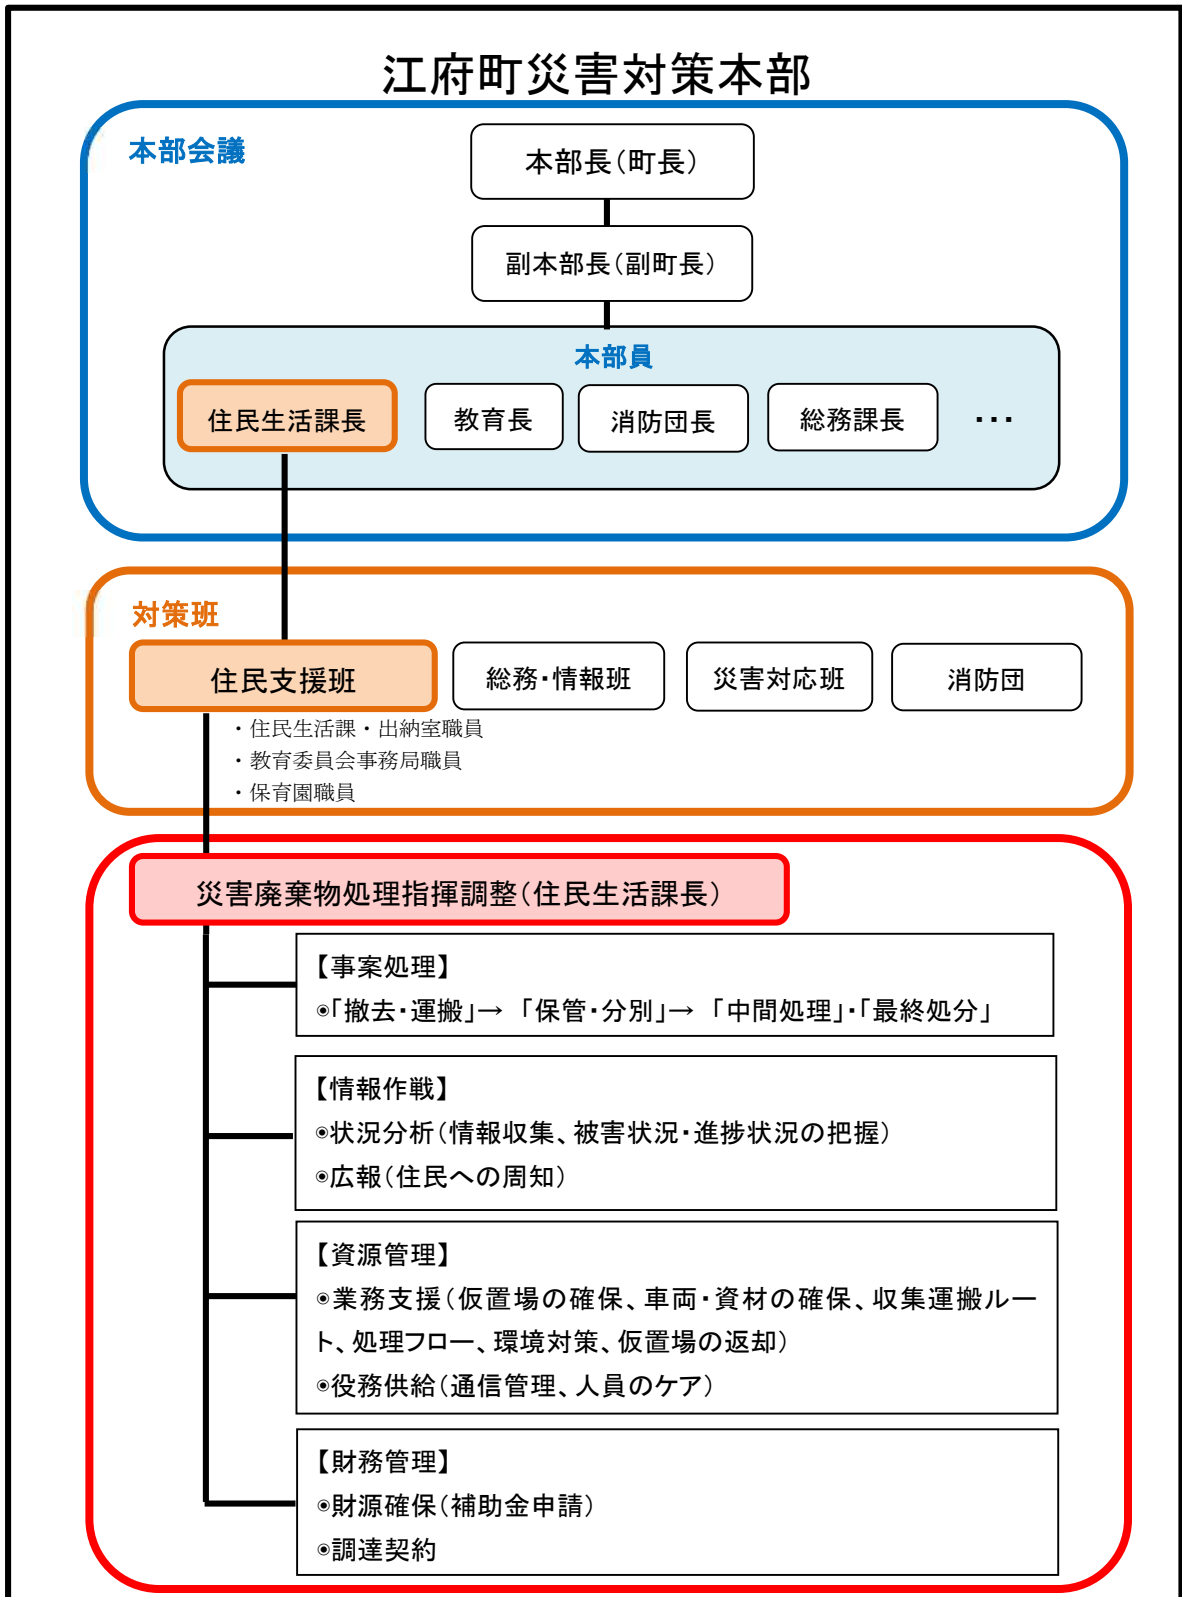 江府町災害対策本部
本部会議
本部長（町長）
副本部長（副町長）
本部員
住民生活課長
教育長
消防団長
総務課長
・・・
対策班
住民支援班
総務・情報班
災害対応班
消防団
・住民生活課・出納室職員
・教育委員会事務局職員
・保育園職員
災害廃棄物処理指揮調整（住民生活課長）
【事案処理】
◉「撤去・運搬」→「保管・分別」→「中間処理」・「最終処分」
【情報作戦】
◉状況分析（情報収集、被害状況・進捗状況の把握）
◉広報（住民への周知）
【資源管理】
◉業務支援（仮置場の確保、車両・資材の確保、収集運搬ルー
ト、処理フロー、環境対策、仮置場の返却）
◉役務供給（通信管理、人員のケア）
【財務管理】
◉財源確保（補助金申請）
◉調達契約